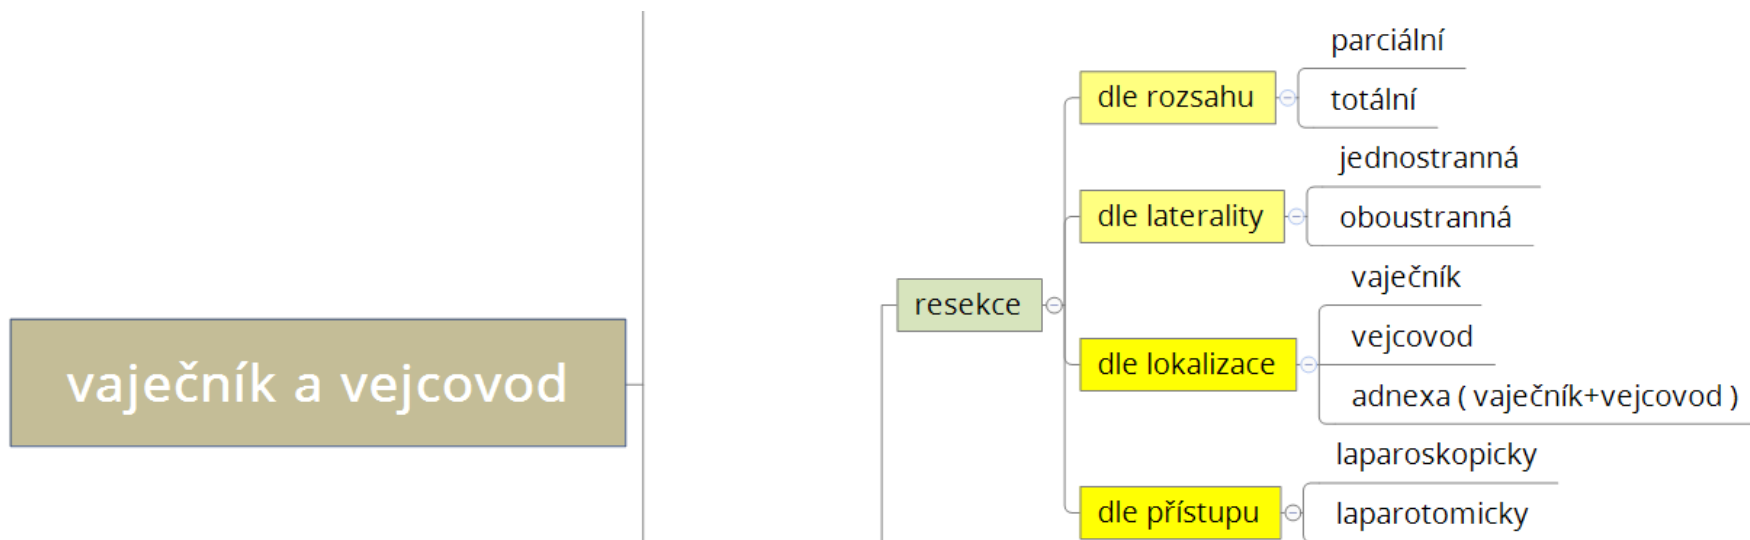 vaječník a vejcovod
resekce
dle rozsahu
parciální
totální
dle laterality
jednostranná
oboustranná
dle lokalizace
vaječník
vejcovod
adnexa ( vaječník+vejcovod )
dle přístupu
laparoskopicky
laparotomicky